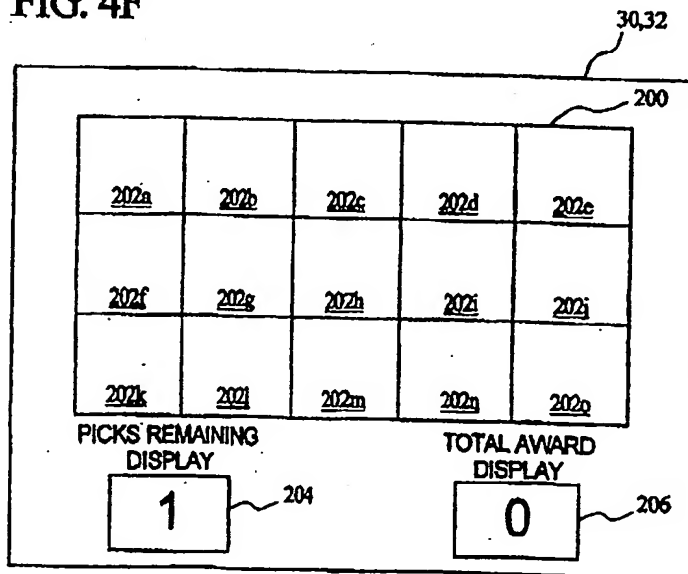 FIG. 4F
30,32
200
202a 202b 202c 202d 202e
202f 202g 202h 202i 202j
202k 202l 202m 202n 202o
PICKS REMAINING TOTAL AWARD
DISPLAY DISPLAY
1 204 0 206